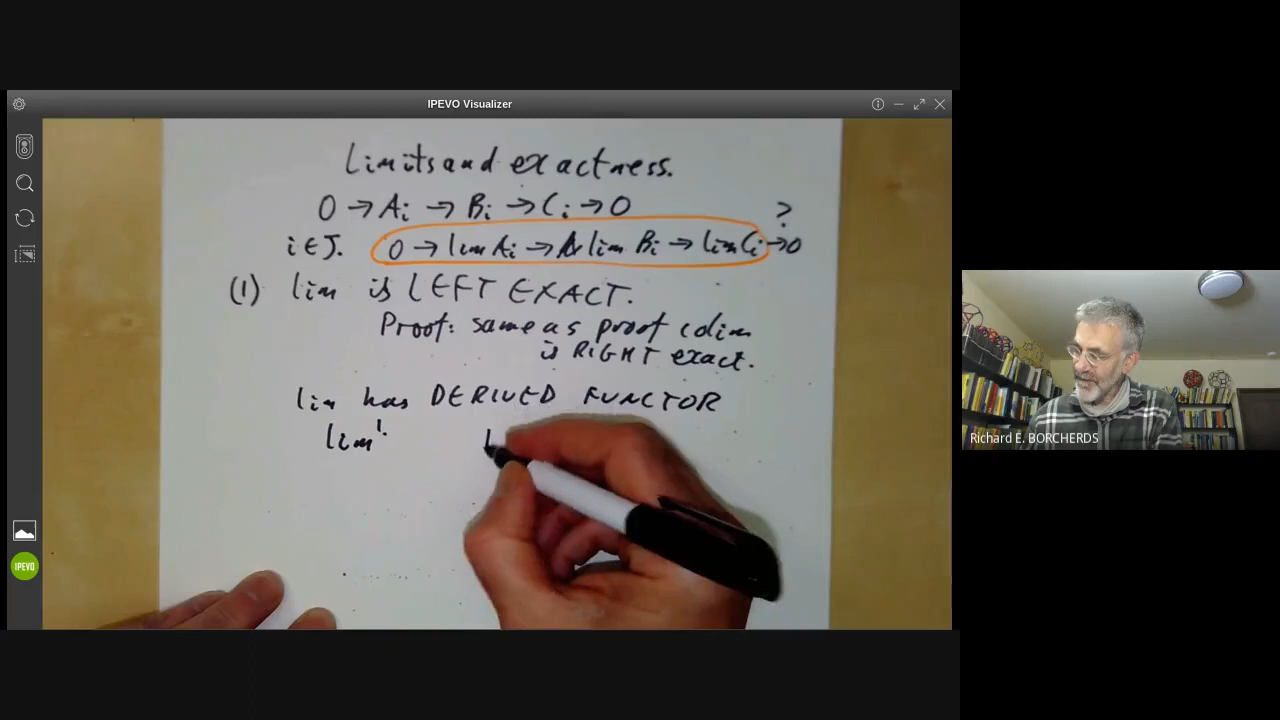 IPEVO Visualizer
Limits and exactness.
0 → Ai → Bi → Ci → 0 ?
i ∈ J. 0 → lim Ai → lim Bi → lim Ci → 0
(1) lim is LEFT EXACT.
Proof: same as proof colim
is RIGHT exact.
lim has DERIVED FUNCTOR
lim¹.
Richard E. BORCHERDS
IPEVO